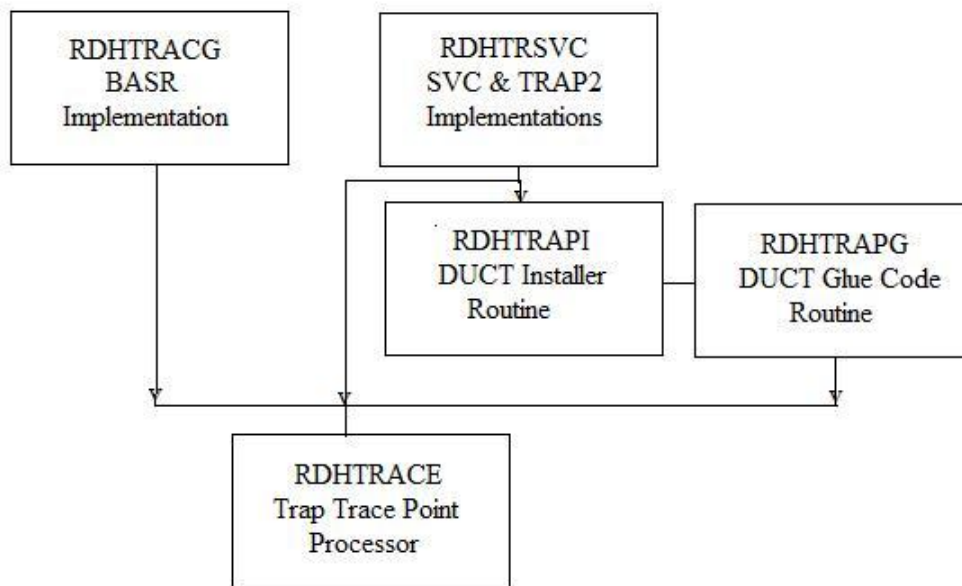 RDHTRACG
BASR
Implementation
RDHTRSVC
SVC & TRAP2
Implementations
RDHTRAPI
DUCT Installer
Routine
RDHTRAPG
DUCT Glue Code
Routine
RDHTRACE
Trap Trace Point
Processor